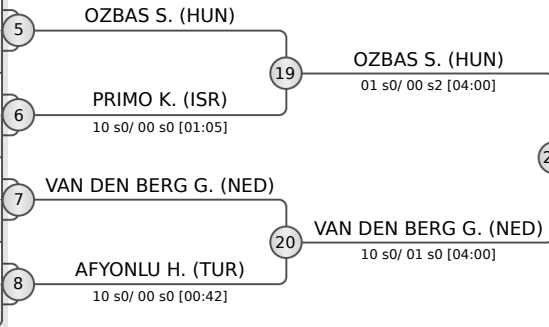 OZBAS S. (HUN)
5
19
OZBAS S. (HUN)
01 s0/ 00 s2 [04:00]
PRIMO K. (ISR)
6
10 s0/ 00 s0 [01:05]
VAN DEN BERG G. (NED)
7
20
VAN DEN BERG G. (NED)
10 s0/ 01 s0 [04:00]
AFYONLU H. (TUR)
8
10 s0/ 00 s0 [00:42]